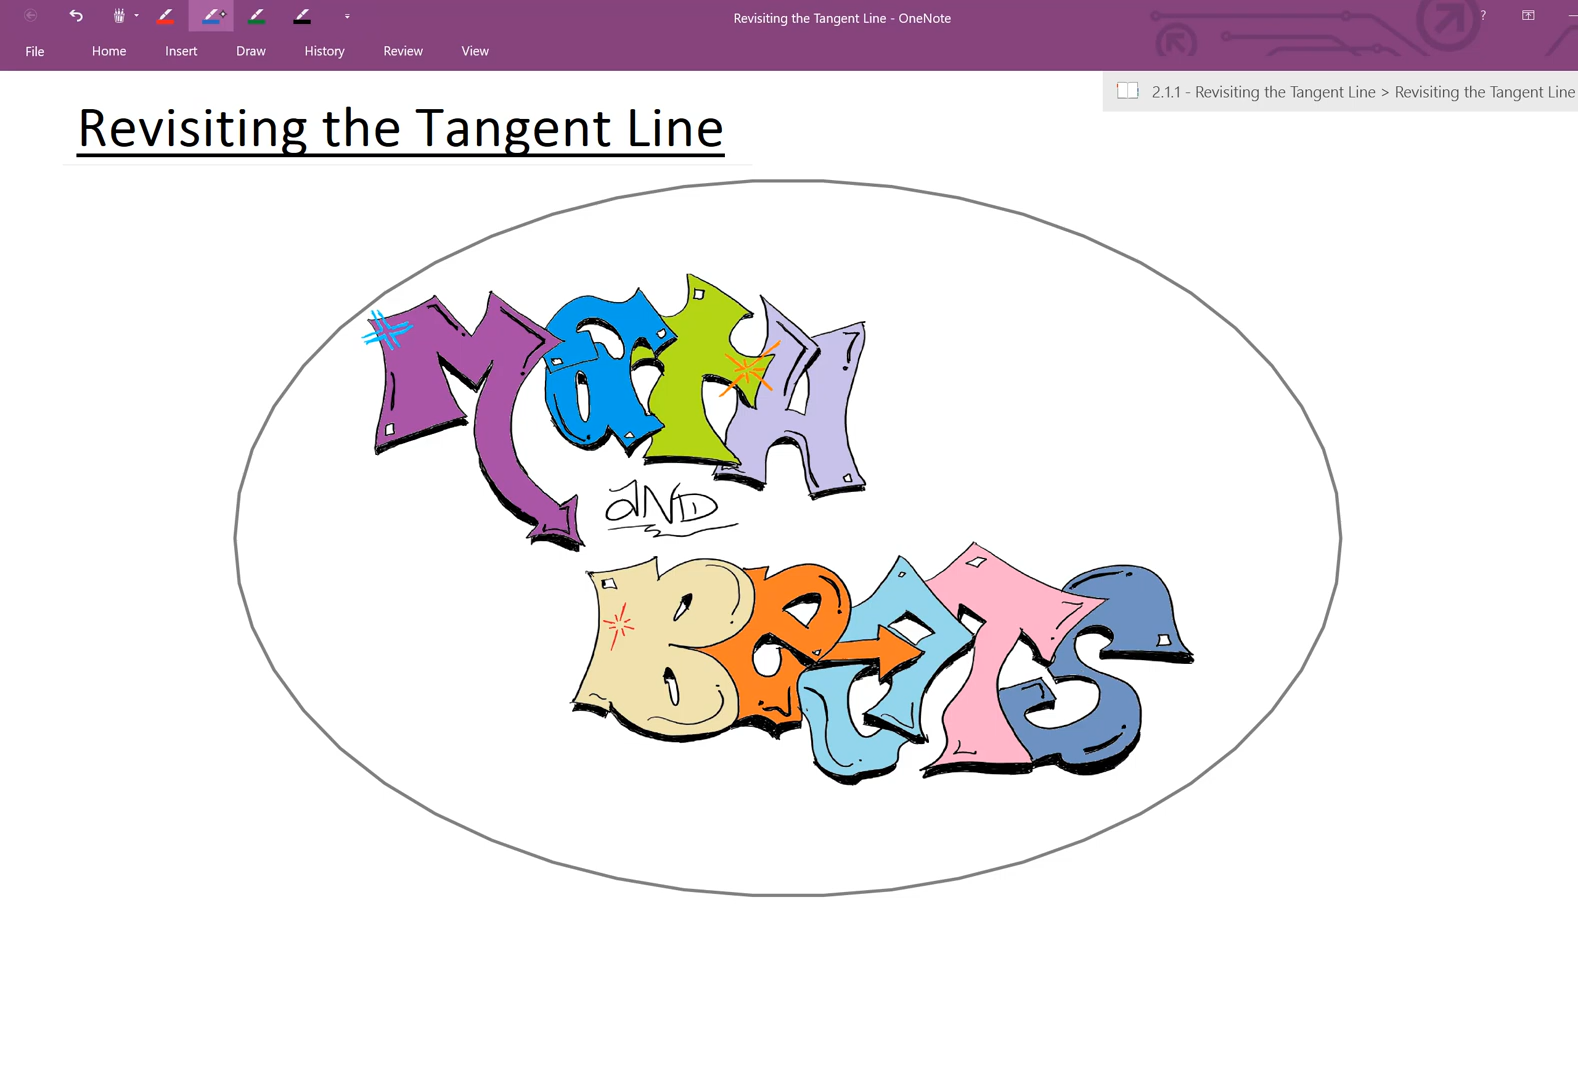 Revisiting the Tangent Line - OneNote
?
File Home Insert Draw History Review View
2.1.1 - Revisiting the Tangent Line > Revisiting the Tangent Line
Revisiting the Tangent Line
MatH
aND
BeaTS